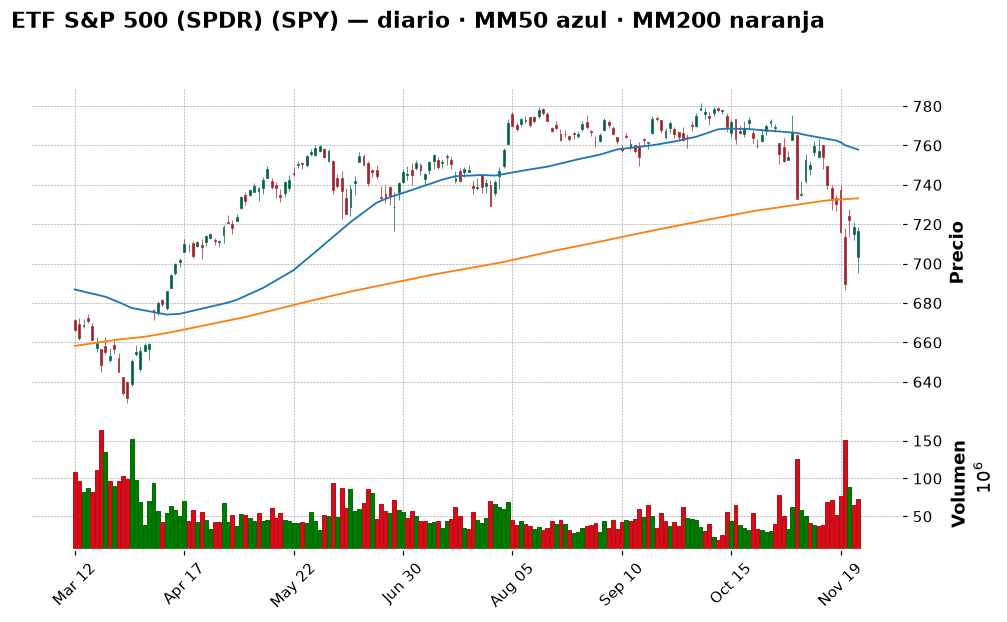 ETF S&P 500 (SPDR) (SPY) — diario · MM50 azul · MM200 naranja
780
760
740
720
700
680
660
640
Precio
150
100
50
Volumen
10^6
Mar 12
Apr 17
May 22
Jun 30
Aug 05
Sep 10
Oct 15
Nov 19